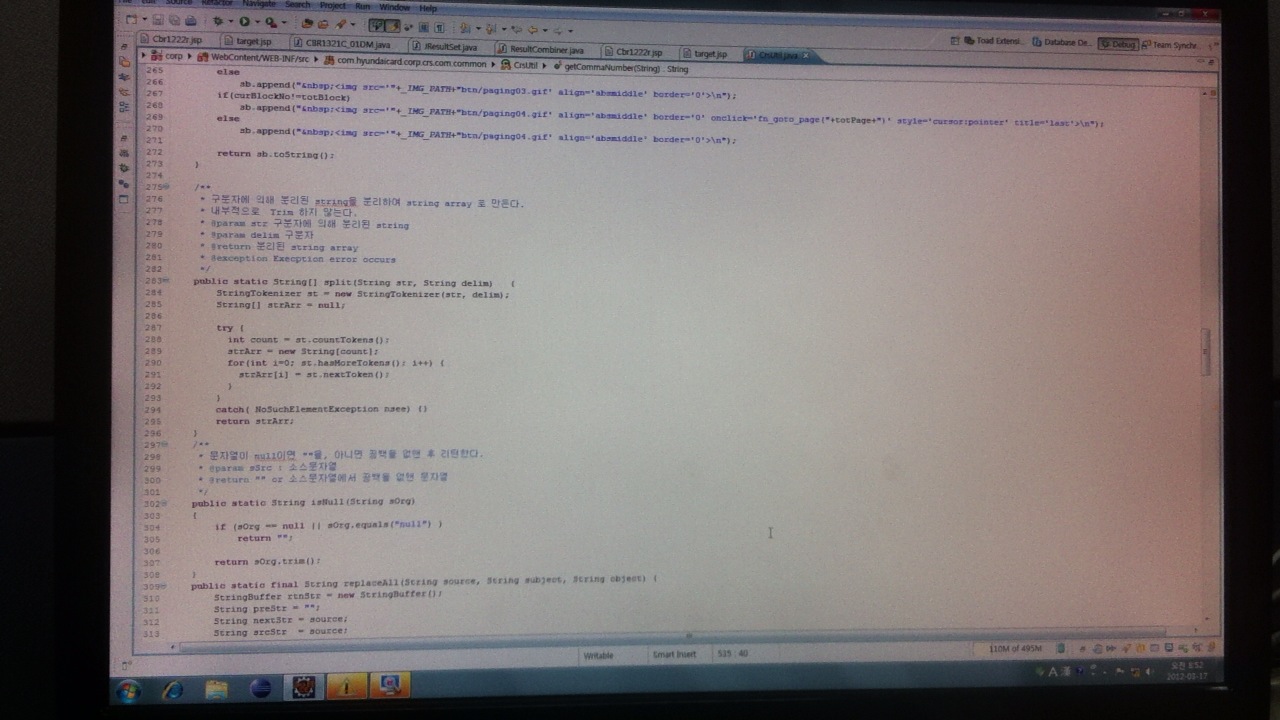 File Edit Source Refactor Navigate Search Project Run Window Help
Cbr1222r.jsp target.jsp CBR1321C_01DM.java IResultSet.java ResultCombiner.java Cbr1222r.jsp target.jsp CrsUtil.java Toad Extensi... Database De... Debug Team Synchr...
corp WebContent/WEB-INF/src com.hyundaicard.corp.crs.com.common CrsUtil getCommaNumber(String) : String
265 else
266 sb.append("&nbsp;<img src='"+_IMG_PATH+"btn/paging03.gif' align='absmiddle' border='0'>\n");
267 if(curBlockNo!=totBlock)
268 sb.append("&nbsp;<img src='"+_IMG_PATH+"btn/paging04.gif' align='absmiddle' border='0' onclick='fn_goto_page("+totPage+")' style='cursor:pointer' title='last'>\n");
269 else
270 sb.append("&nbsp;<img src='"+_IMG_PATH+"btn/paging04.gif' align='absmiddle' border='0'>\n");
271
272 return sb.toString();
273 }
274
275 /**
276 * 구분자에 의해 분리된 string을 분리하여 string array 로 만든다.
277 * 내부적으로 Trim 하지 않는다.
278 * @param str 구분자에 의해 분리된 string
279 * @param delim 구분자
280 * @return 분리된 string array
281 * @exception Execption error occurs
282 */
283 public static String[] split(String str, String delim) {
284 StringTokenizer st = new StringTokenizer(str, delim);
285 String[] strArr = null;
286
287 try {
288 int count = st.countTokens();
289 strArr = new String[count];
290 for(int i=0; st.hasMoreTokens(); i++) {
291 strArr[i] = st.nextToken();
292 }
293 }
294 catch( NoSuchElementException nsee) {}
295 return strArr;
296 }
297 /**
298 * 문자열이 null이면 ""을, 아니면 공택을 없앤 후 리턴한다.
299 * @param sSrc : 소스문자열
300 * @return "" or 소스문자열에서 공택을 없앤 문자열
301 */
302 public static String isNull(String sOrg)
303 {
304 if (sOrg == null || sOrg.equals("null") )
305 return "";
306
307 return sOrg.trim();
308 }
309 public static final String replaceAll(String source, String subject, String object) {
310 StringBuffer rtnStr = new StringBuffer();
311 String preStr = "";
312 String nextStr = source;
313 String srcStr = source;
Writable Smart Insert 535 : 40 110M of 495M
A 漢
오전 8:52
2012-08-17